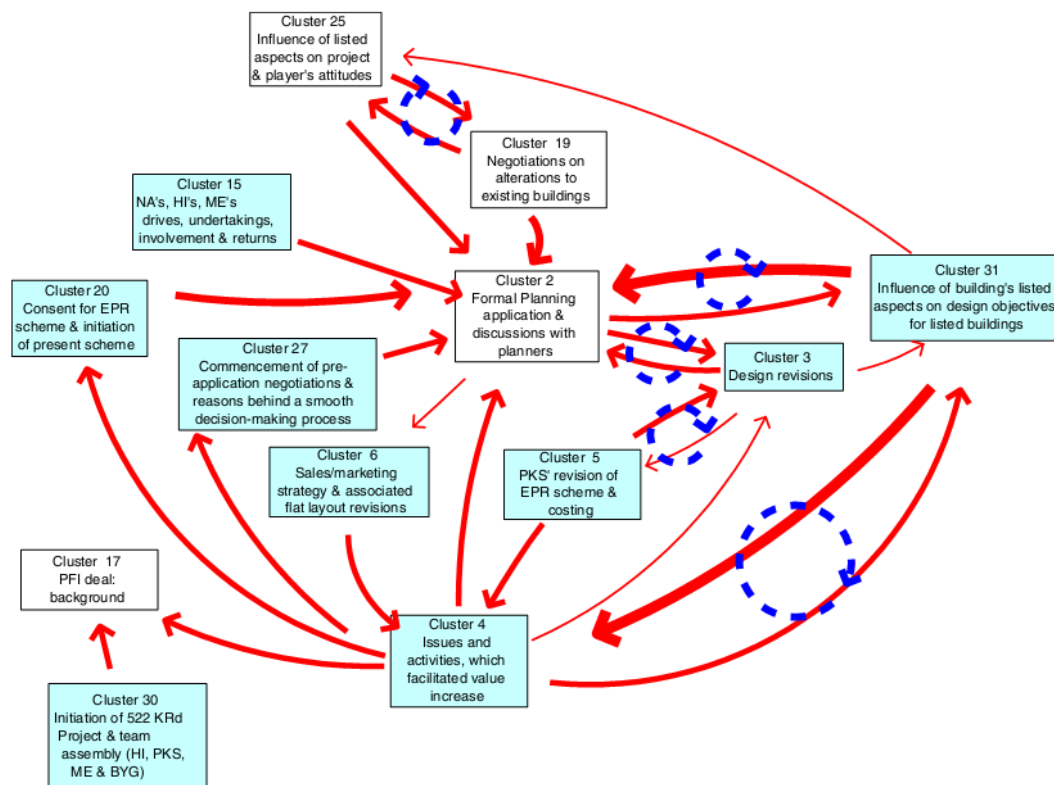 Cluster 25
Influence of listed
aspects on project
& player's attitudes
Cluster 19
Negotiations on
alterations to
existing buildings
Cluster 15
NA's, HI's, ME's
drives, undertakings,
involvement & returns
Cluster 20
Consent for EPR
scheme & initiation
of present scheme
Cluster 2
Formal Planning
application &
discussions with
planners
Cluster 31
Influence of building's listed
aspects on design objectives
for listed buildings
Cluster 27
Commencement of pre-
application negotiations &
reasons behind a smooth
decision-making process
Cluster 3
Design revisions
Cluster 6
Sales/marketing
strategy & associated
flat layout revisions
Cluster 5
PKS' revision of
EPR scheme &
costing
Cluster 17
PFI deal:
background
Cluster 4
Issues and
activities, which
facilitated value
increase
Cluster 30
Initiation of 522 KRd
Project & team
assembly (HI, PKS,
ME & BYG)